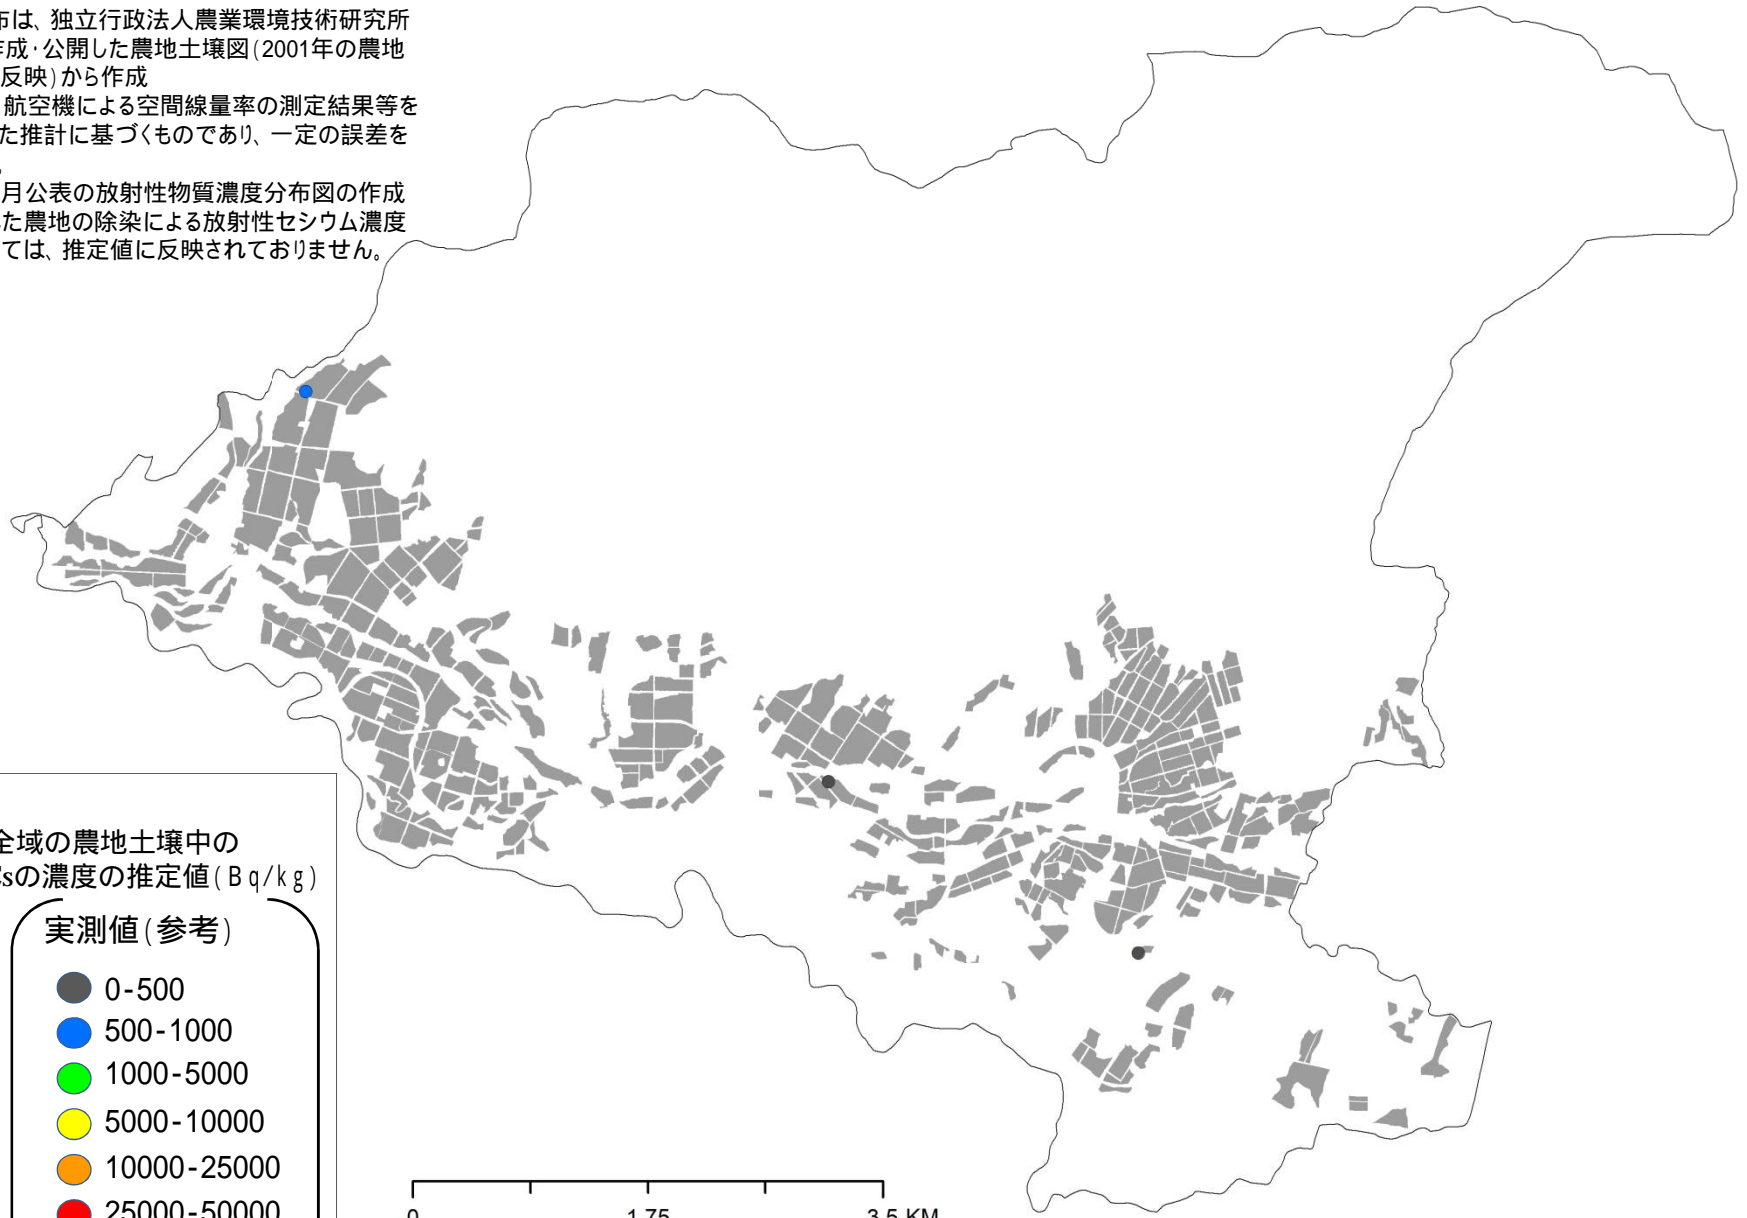 布は、独立行政法人農業環境技術研究所
作成・公開した農地土壌図(2001年の農地
反映)から作成
航空機による空間線量率の測定結果等を
た推計に基づくものであり、一定の誤差を
。
月公表の放射性物質濃度分布図の作成
た農地の除染による放射性セシウム濃度
ては、推定値に反映されておりません。
全域の農地土壌中の
Csの濃度の推定値(Bq/kg)
実測値(参考)
0-500
500-1000
1000-5000
5000-10000
10000-25000
25000-50000
0 1.75 3.5 KM